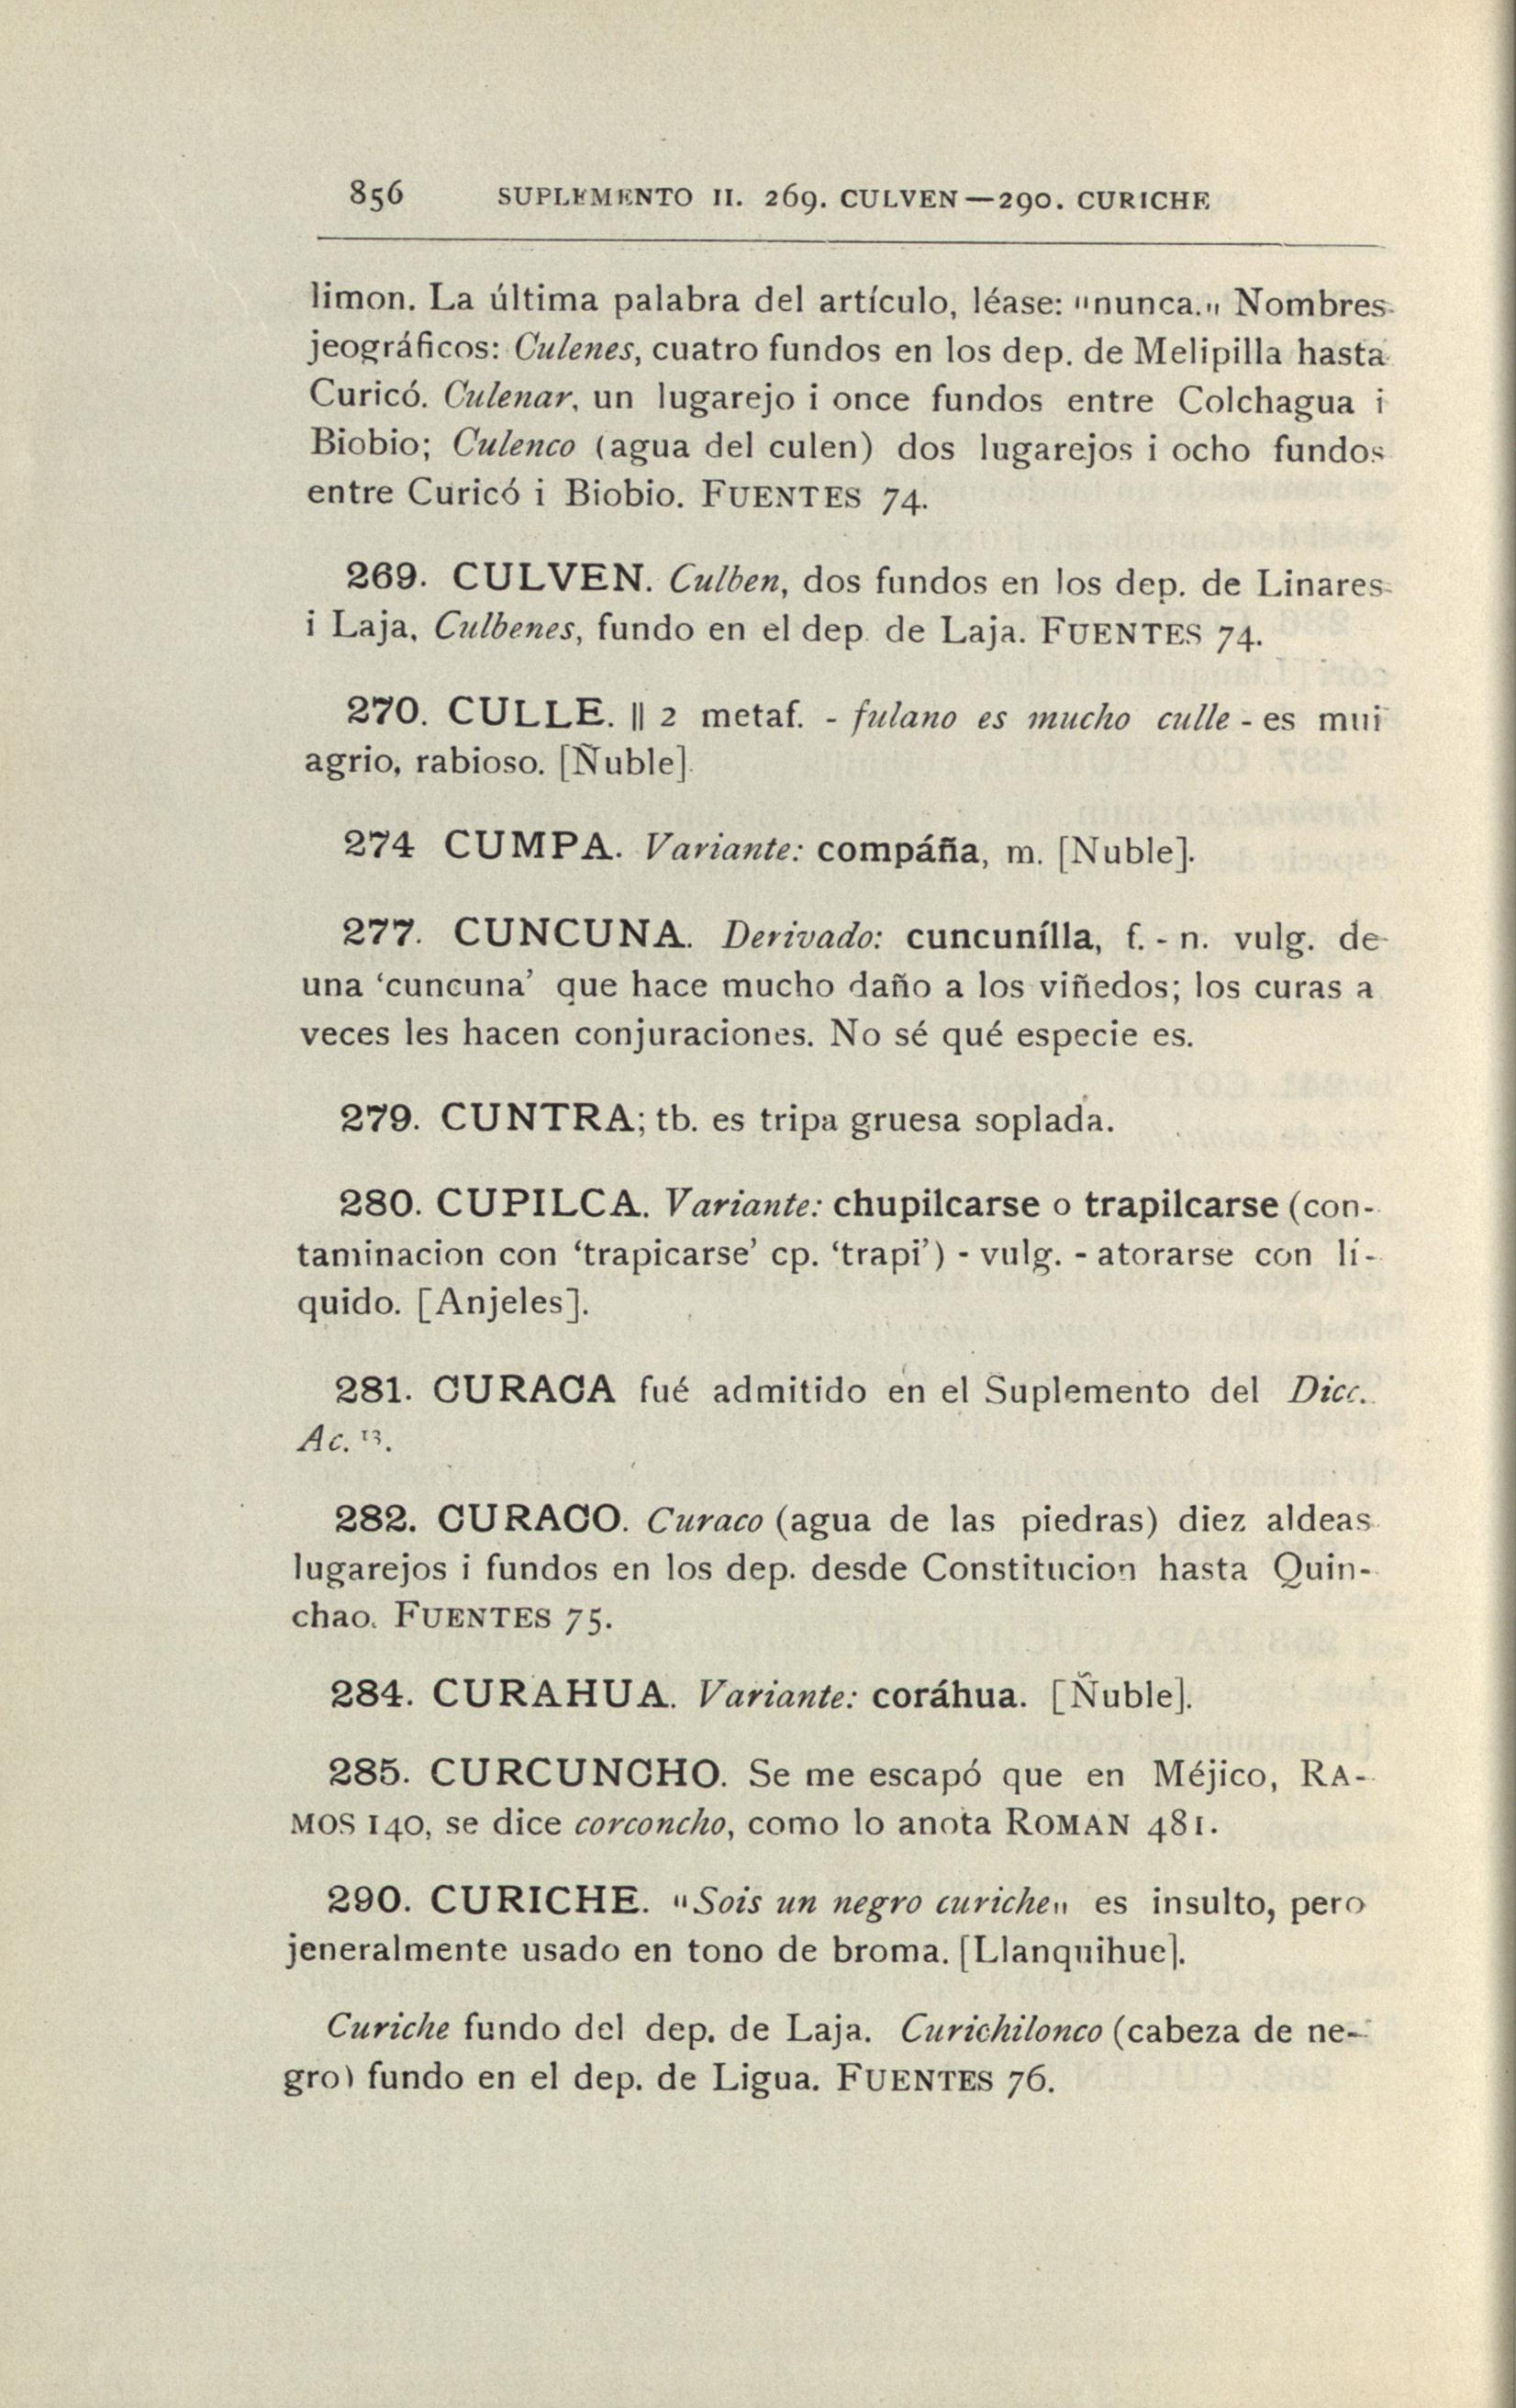 856 SUPLEMENTO II. 269. CULVEN—290. CURICHE
limon. La última palabra del artículo, léase: "nunca." Nombres
jeográficos: Culenes, cuatro fundos en los dep. de Melipilla hasta
Curicó. Culenar, un lugarejo i once fundos entre Colchagua i
Biobio; Culenco (agua del culen) dos lugarejos i ocho fundos
entre Curicó i Biobio. FUENTES 74.
269. CULVEN. Culben, dos fundos en los dep. de Linares
i Laja, Culbenes, fundo en el dep. de Laja. FUENTES 74.
270. CULLE. || 2 metaf. - fulano es mucho culle - es mui
agrio, rabioso. [Ñuble].
274 CUMPA. Variante: compáña, m. [Nuble].
277. CUNCUNA. Derivado: cuncunílla, f. - n. vulg. de
una 'cuncuna' que hace mucho daño a los viñedos; los curas a
veces les hacen conjuraciones. No sé qué especie es.
279. CUNTRA; tb. es tripa gruesa soplada.
280. CUPILCA. Variante: chupilcarse o trapilcarse (con-
taminacion con 'trapicarse' cp. 'trapi') - vulg. - atorarse con lí-
quido. [Anjeles].
281. CURACA fué admitido en el Suplemento del Dicc.
Ac. 13.
282. CURACO. Curaco (agua de las piedras) diez aldeas
lugarejos i fundos en los dep. desde Constitucion hasta Quin-
chao. FUENTES 75.
284. CURAHUA. Variante: coráhua. [Ñuble].
285. CURCUNCHO. Se me escapó que en Méjico, RA-
MOS 140, se dice corconcho, como lo anota ROMAN 481.
290. CURICHE. "Sois un negro curiche" es insulto, pero
jeneralmente usado en tono de broma. [Llanquihue].
Curiche fundo del dep. de Laja. Curichilonco (cabeza de ne-
gro) fundo en el dep. de Ligua. FUENTES 76.